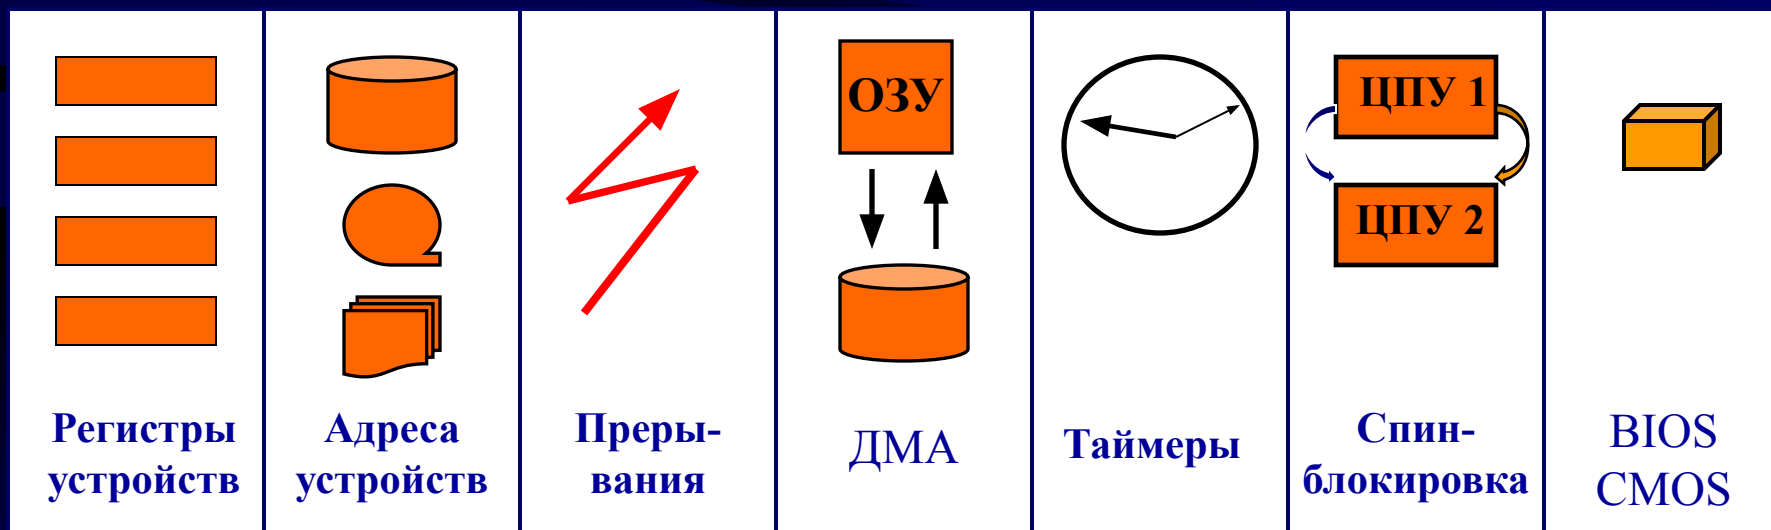 ОЗУ
ЦПУ 1
ЦПУ 2
Регистры
устройств
Адреса
устройств
Преры-
вания
ДМА
Таймеры
Спин-
блокировка
BIOS
CMOS